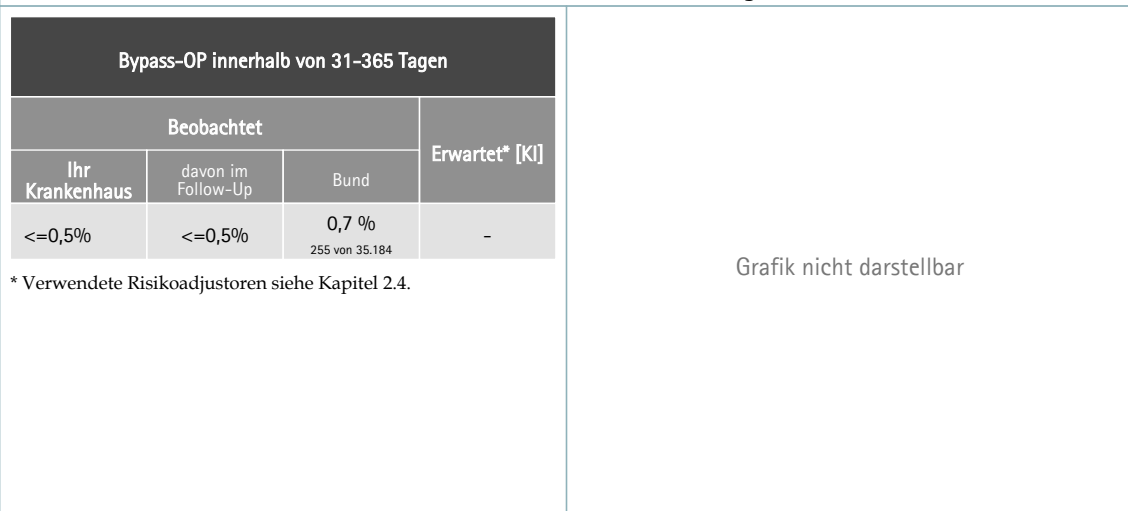 Bypass-OP innerhalb von 31-365 Tagen
Beobachtet
Erwartet* [KI]
Ihr
Krankenhaus
davon im
Follow-Up
Bund
<=0,5%
<=0,5%
0,7 %
255 von 35.184
-
* Verwendete Risikoadjustoren siehe Kapitel 2.4.
Grafik nicht darstellbar